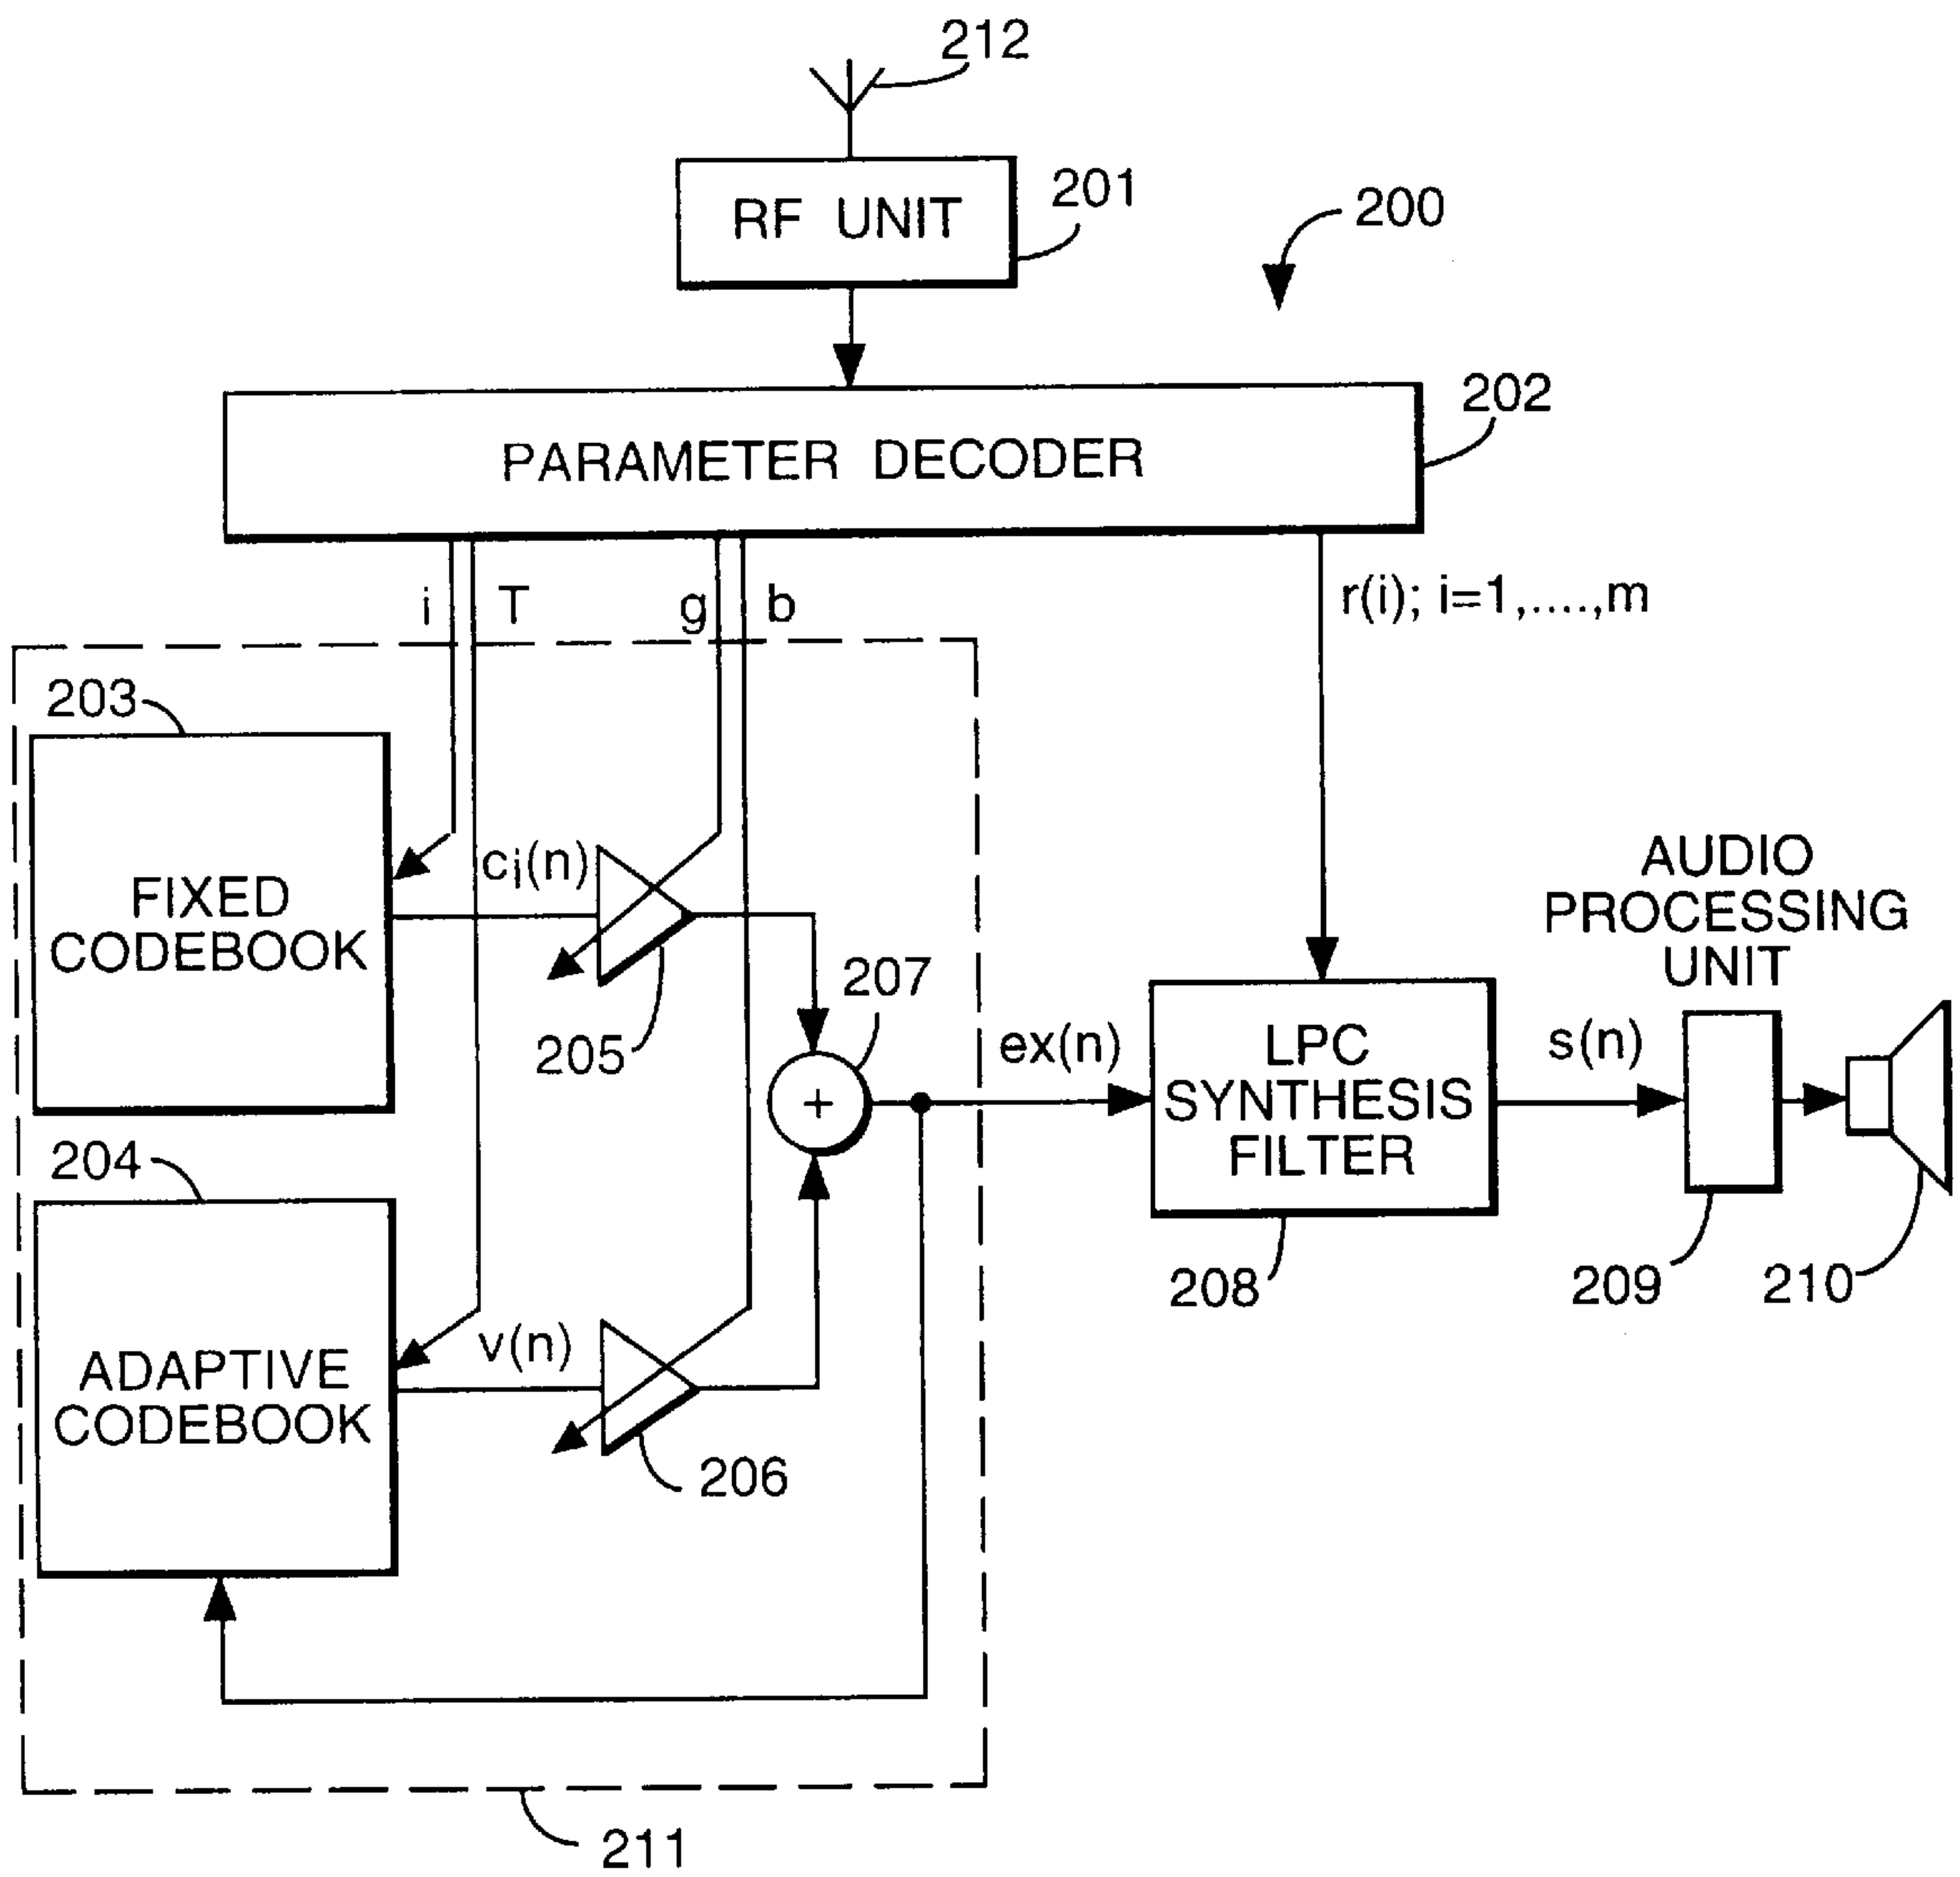 212
RF UNIT
201
200
PARAMETER DECODER
202
i
T
g
b
r(i); i=1,....,m
203
FIXED
CODEBOOK
ci(n)
205
207
204
ADAPTIVE
CODEBOOK
v(n)
206
+
ex(n)
LPC
SYNTHESIS
FILTER
208
s(n)
AUDIO
PROCESSING
UNIT
209
210
211